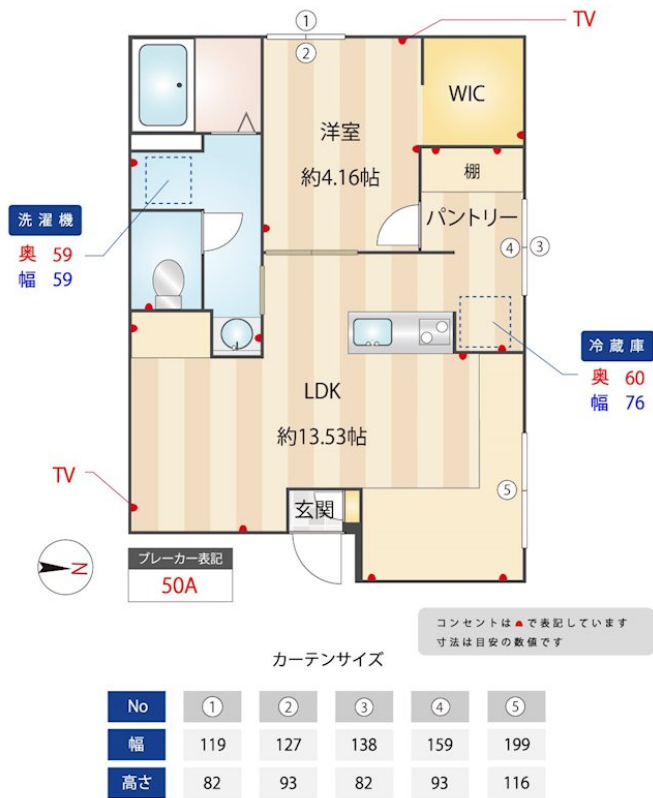 ①
②
TV
WIC
洋室
約4.16帖
棚
パントリー
④ ③
洗濯機
奥 59
幅 59
冷蔵庫
奥 60
幅 76
LDK
約13.53帖
TV
⑤
玄関
N
ブレーカー表記
50A
コンセントは で表記しています
寸法は目安の数値です
カーテンサイズ
No ① ② ③ ④ ⑤
幅 119 127 138 159 199
高さ 82 93 82 93 116